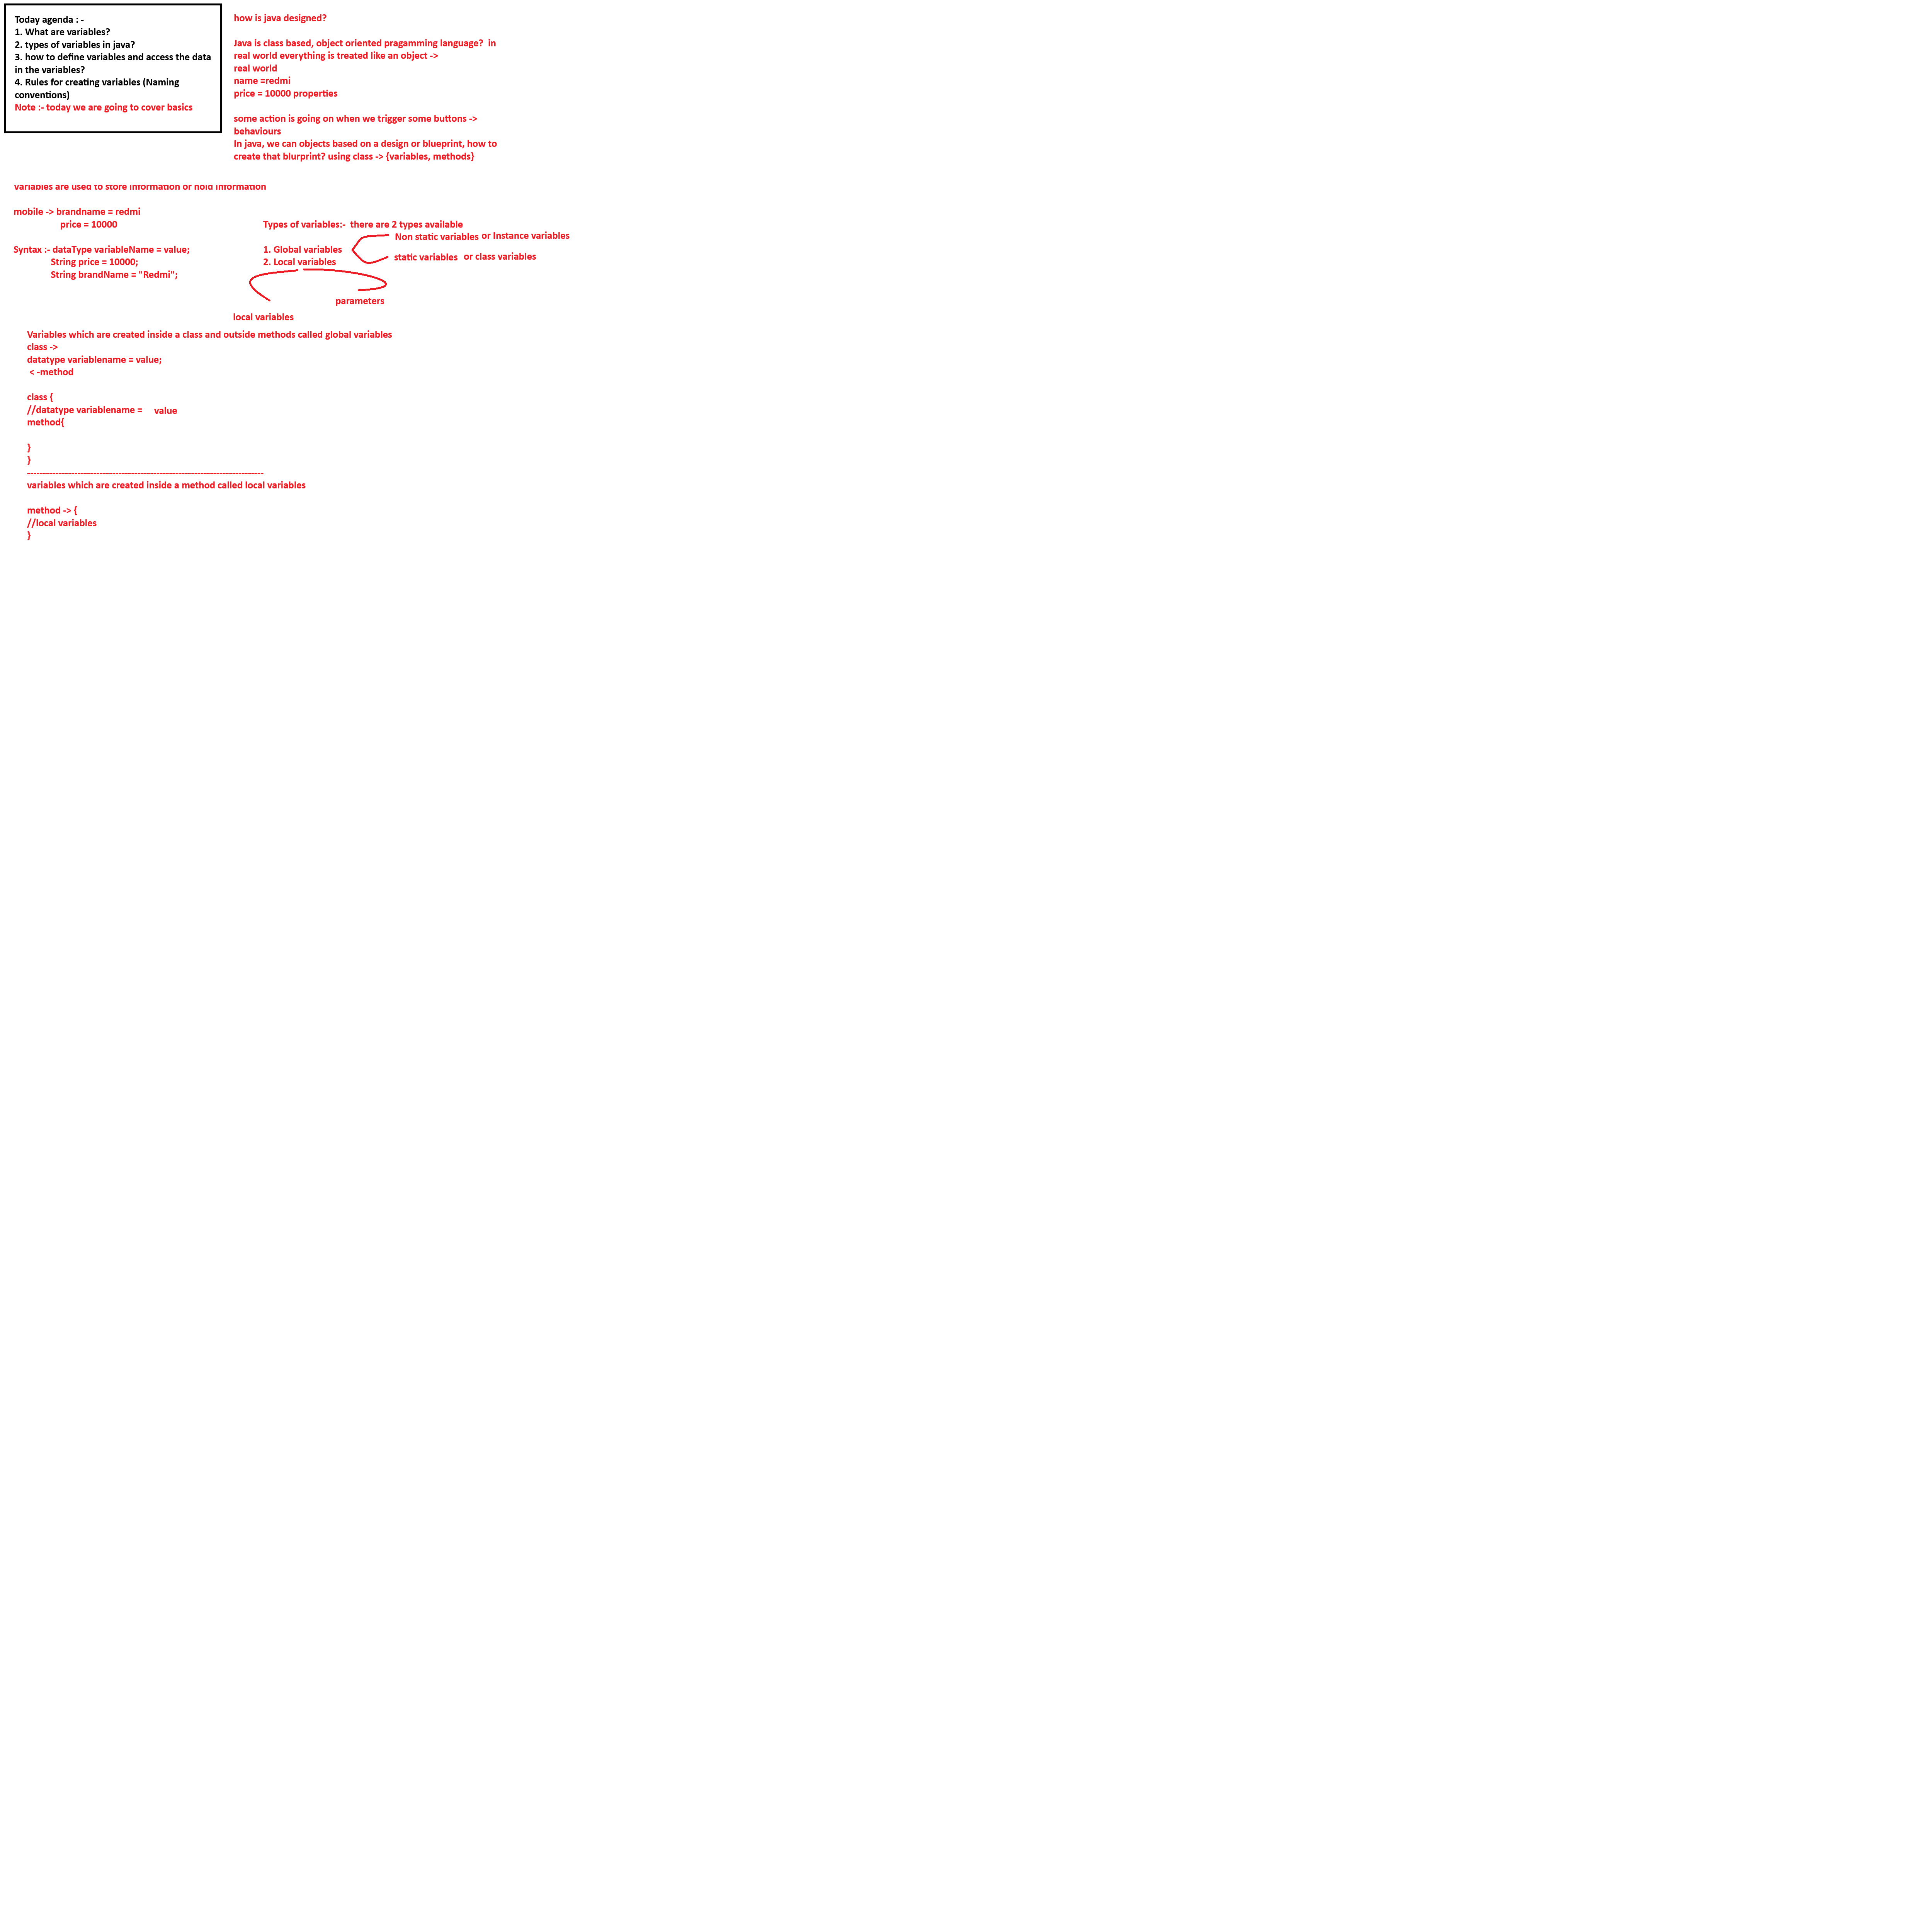 Today agenda : -
1. What are variables?
2. types of variables in java?
3. how to define variables and access the data
in the variables?
4. Rules for creating variables (Naming
conventions)
Note :- today we are going to cover basics
how is java designed?
Java is class based, object oriented pragamming language?  in
real world everything is treated like an object ->
real world
name =redmi
price = 10000 properties
some action is going on when we trigger some buttons ->
behaviours
In java, we can objects based on a design or blueprint, how to
create that blurprint? using class -> {variables, methods}
variables are used to store information or hold information
mobile -> brandname = redmi
price = 10000
Syntax :- dataType variableName = value;
String price = 10000;
String brandName = "Redmi";
Types of variables:-  there are 2 types available
Non static variables or Instance variables
1. Global variables
static variables or class variables
2. Local variables
parameters
local variables
Variables which are created inside a class and outside methods called global variables
class ->
datatype variablename = value;
< -method
class {
//datatype variablename = value
method{
}
}
---------------------------------------------------------------------------
variables which are created inside a method called local variables
method -> {
//local variables
}